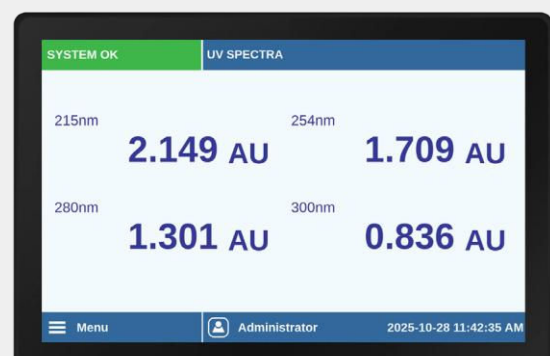 SYSTEM OK UV SPECTRA
215nm 254nm
2.149 AU 1.709 AU
280nm 300nm
1.301 AU 0.836 AU
Menu Administrator 2025-10-28 11:42:35 AM